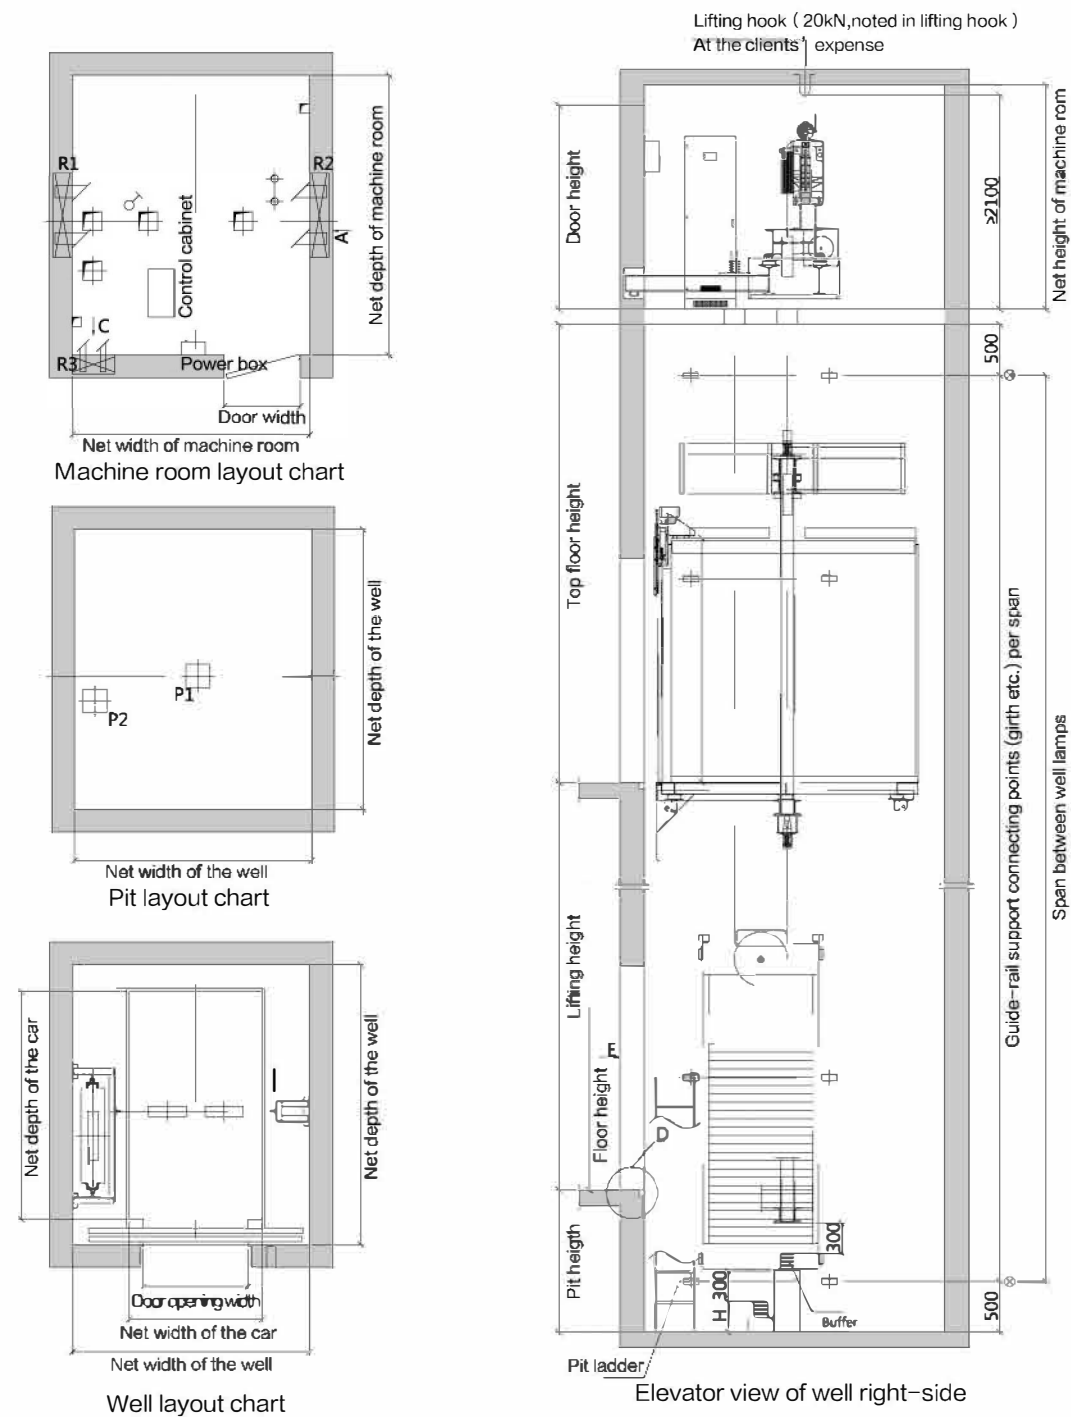 Lifting hook ( 20kN,noted in lifting hook )
At the clients' expense
R1
R2
A
Control cabinet
Net depth of machine room
C
R3
Power box
Door width
Net width of machine room
Machine room layout chart
P1
P2
Net depth of the well
Net width of the well
Pit layout chart
Net depth of the car
Net depth of the well
Door opening width
Net width of the car
Net width of the well
Well layout chart
Door height
≥2100
Net height of machine rom
500
Top floor height
Guide-rail support connecting points (girth etc.) per span
Span between well lamps
Lifting height
E
Floor height
D
Pit heigth
300
H 300
500
Buffer
Pit ladder
Elevator view of well right-side